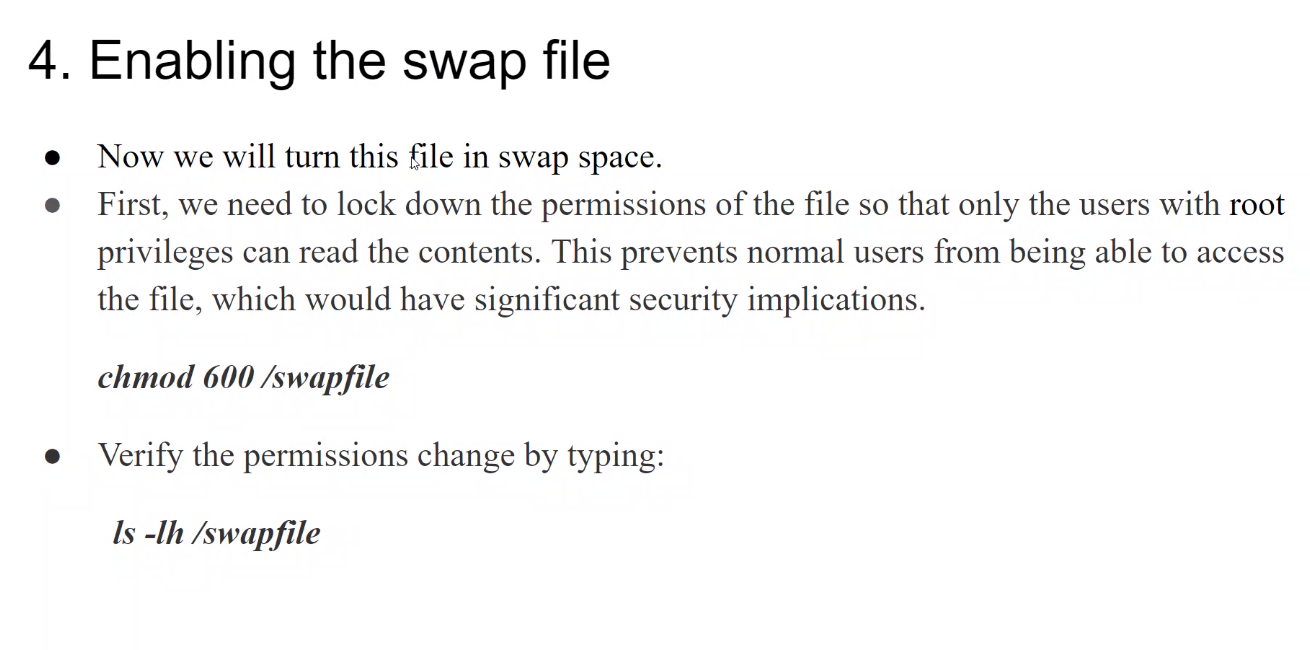 4. Enabling the swap file
● Now we will turn this file in swap space.
● First, we need to lock down the permissions of the file so that only the users with root
privileges can read the contents. This prevents normal users from being able to access
the file, which would have significant security implications.
chmod 600 /swapfile
● Verify the permissions change by typing:
ls -lh /swapfile